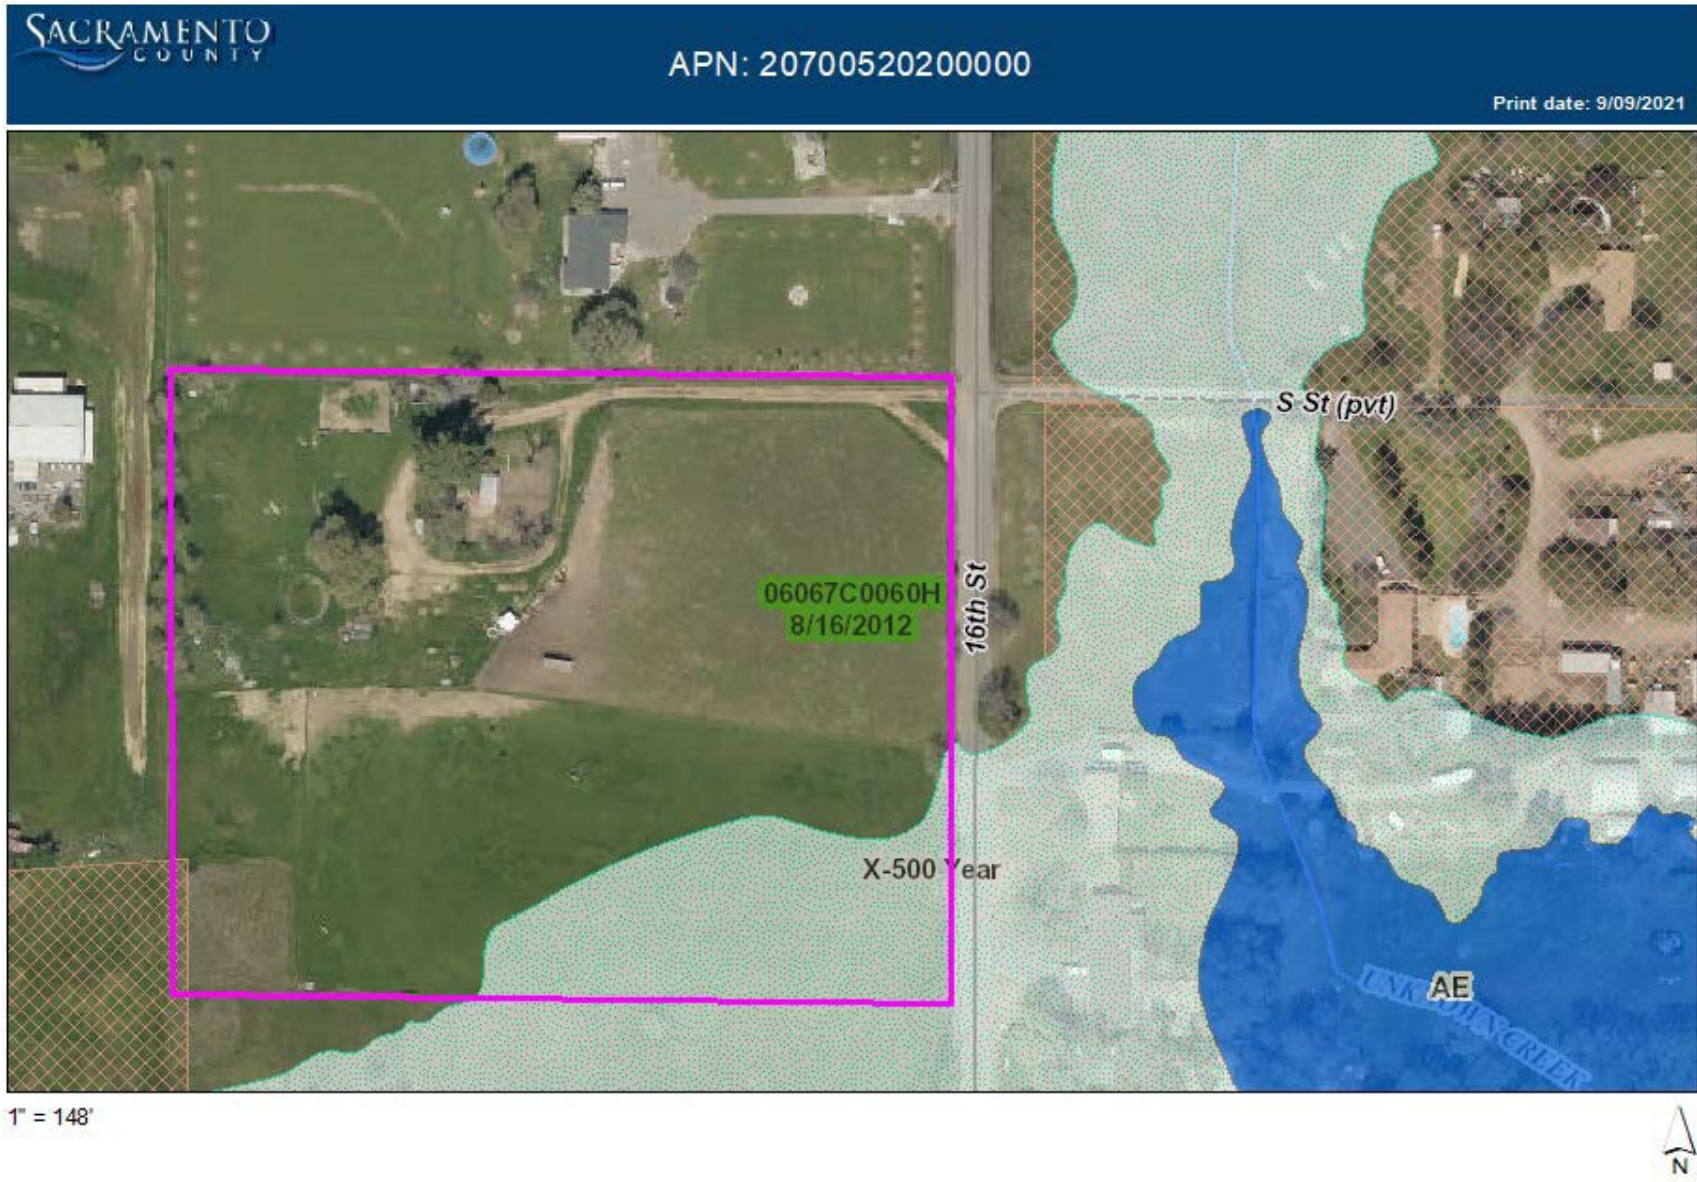 SACRAMENTO
COUNTY
APN: 20700520200000
Print date: 9/09/2021
S St (pvt)
06067C0060H
8/16/2012
16th St
X-500 Year
AE
CREEK
1" = 148'
N